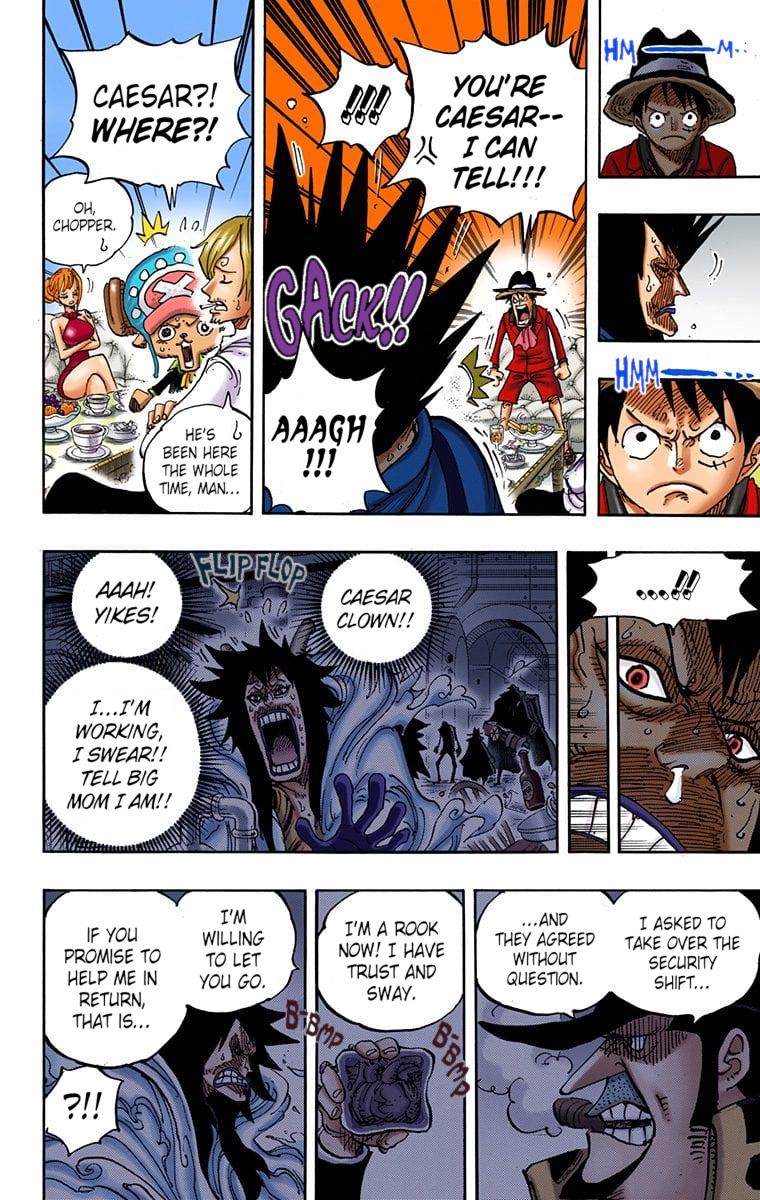 HM M..
HMM ..
YOU'RE
CAESAR--
I CAN
TELL!!!
!!!
GACK!!
AAAGH
!!!
CAESAR?!
WHERE?!
OH,
CHOPPER.
HE'S
BEEN HERE
THE WHOLE
TIME, MAN...
...!!
CAESAR
CLOWN!!
FLIP FLOP
AAAH!
YIKES!
I...I'M
WORKING,
I SWEAR!!
TELL BIG
MOM I AM!!
I ASKED TO
TAKE OVER THE
SECURITY
SHIFT...
...AND
THEY AGREED
WITHOUT
QUESTION.
I'M A ROOK
NOW! I HAVE
TRUST AND
SWAY.
B-BMP
B-BMP
I'M
WILLING
TO LET
YOU GO.
IF YOU
PROMISE TO
HELP ME IN
RETURN,
THAT IS...
?!!